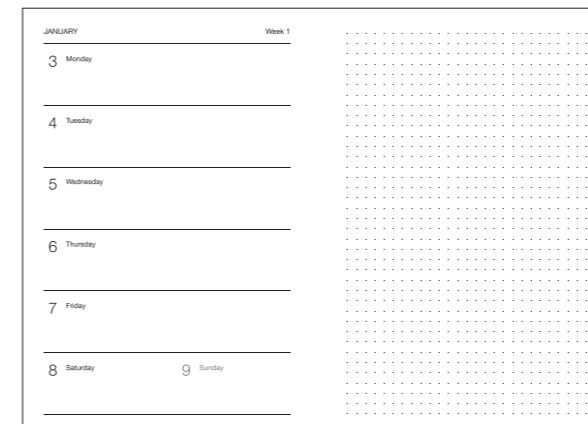 JANUARY Week 1
3 Monday
4 Tuesday
5 Wednesday
6 Thursday
7 Friday
8 Saturday 9 Sunday